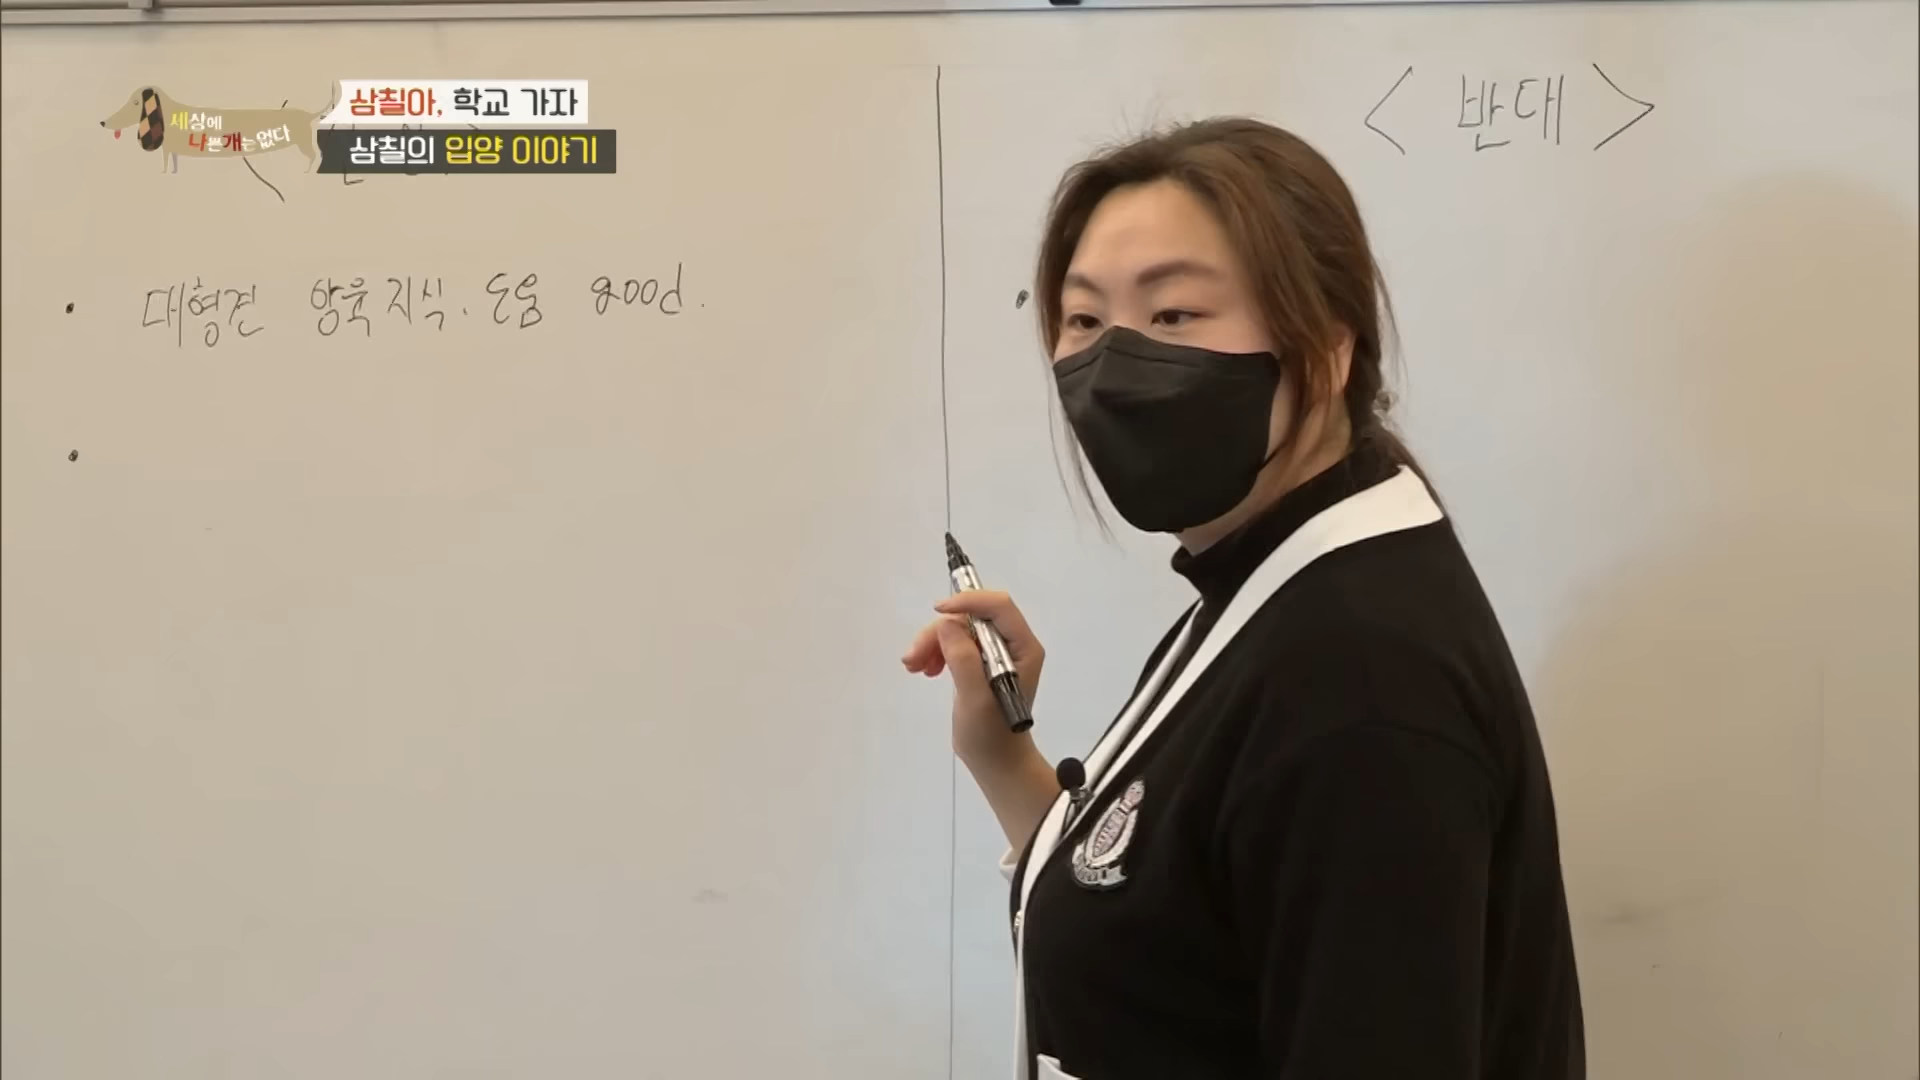 세상에
나쁜개는없다
삼칠아, 학교 가자
삼칠의 입양 이야기
< 반대 >
대형견 양육지식. 도움 good.